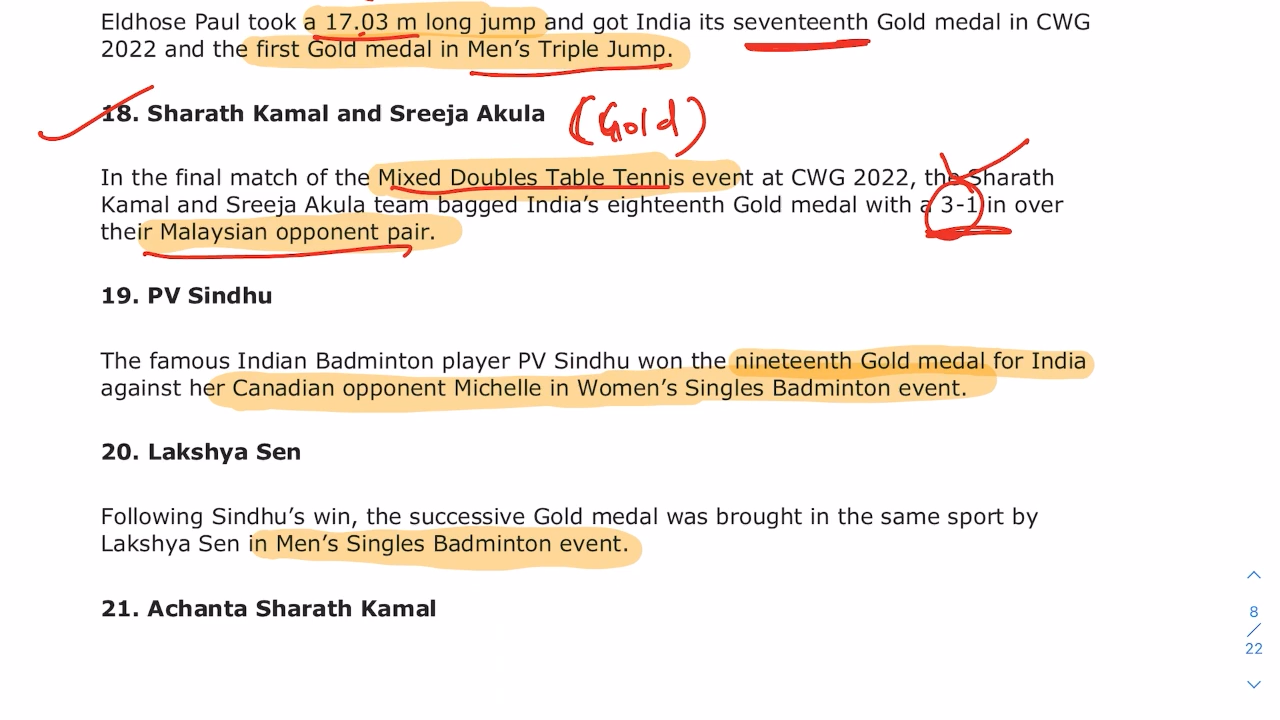 Eldhose Paul took a 17.03 m long jump and got India its seventeenth Gold medal in CWG
2022 and the first Gold medal in Men’s Triple Jump.
18. Sharath Kamal and Sreeja Akula (Gold)
In the final match of the Mixed Doubles Table Tennis event at CWG 2022, the Sharath
Kamal and Sreeja Akula team bagged India’s eighteenth Gold medal with a 3-1 in over
their Malaysian opponent pair.
19. PV Sindhu
The famous Indian Badminton player PV Sindhu won the nineteenth Gold medal for India
against her Canadian opponent Michelle in Women’s Singles Badminton event.
20. Lakshya Sen
Following Sindhu’s win, the successive Gold medal was brought in the same sport by
Lakshya Sen in Men’s Singles Badminton event.
21. Achanta Sharath Kamal
8
/
22